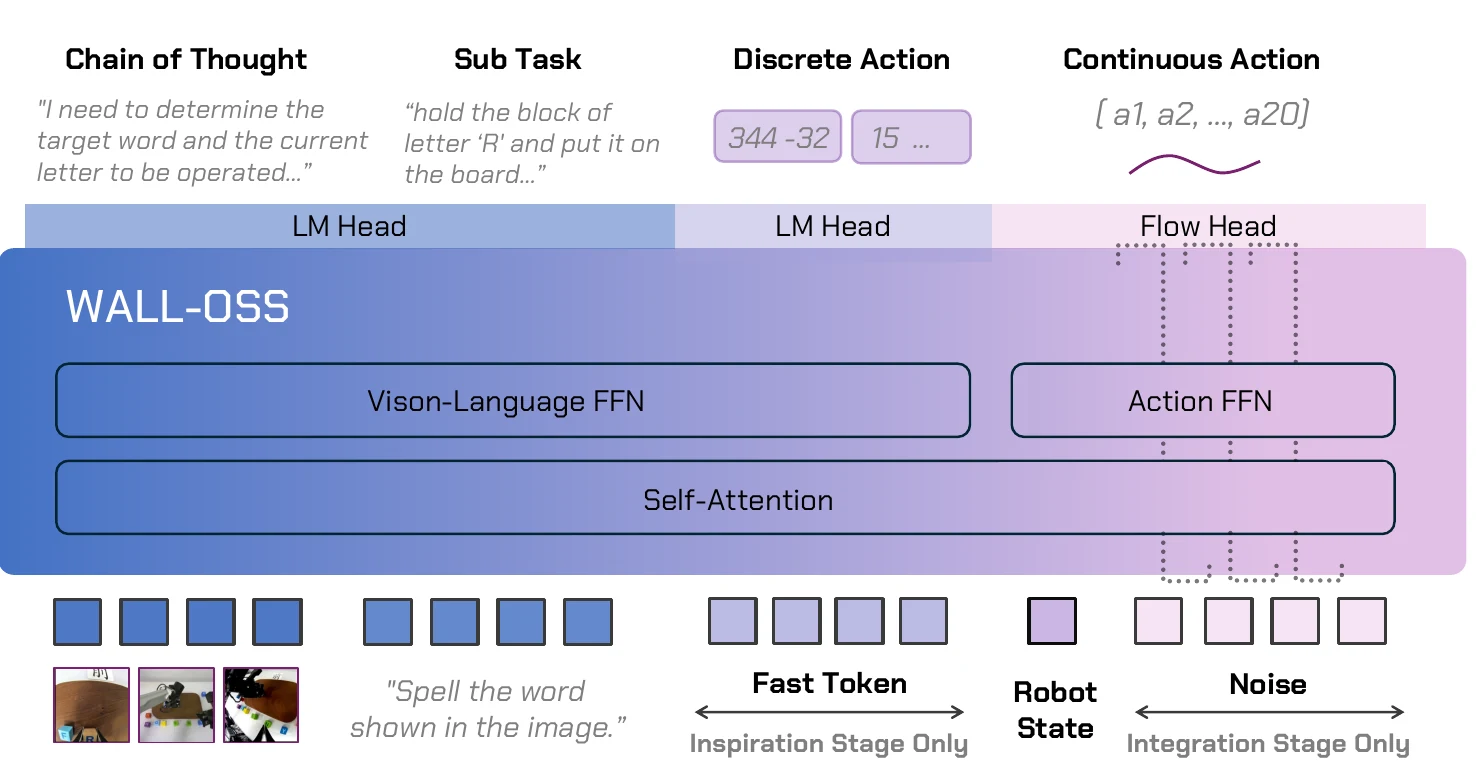 Chain of Thought
Sub Task
Discrete Action
Continuous Action
"I need to determine the
target word and the current
letter to be operated..."
“hold the block of
letter ‘R’ and put it on
the board...”
344 -32
15 ...
( a1, a2, ..., a20)
LM Head
LM Head
Flow Head
WALL-OSS
Vison-Language FFN
Action FFN
Self-Attention
"Spell the word
shown in the image.”
Fast Token
Inspiration Stage Only
Robot
State
Noise
Integration Stage Only